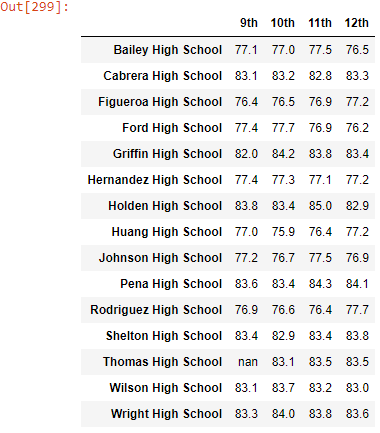 Out[299]:
9th 10th 11th 12th
Bailey High School 77.1 77.0 77.5 76.5
Cabrera High School 83.1 83.2 82.8 83.3
Figueroa High School 76.4 76.5 76.9 77.2
Ford High School 77.4 77.7 76.9 76.2
Griffin High School 82.0 84.2 83.8 83.4
Hernandez High School 77.4 77.3 77.1 77.2
Holden High School 83.8 83.4 85.0 82.9
Huang High School 77.0 75.9 76.4 77.2
Johnson High School 77.2 76.7 77.5 76.9
Pena High School 83.6 83.4 84.3 84.1
Rodriguez High School 76.9 76.6 76.4 77.7
Shelton High School 83.4 82.9 83.4 83.8
Thomas High School nan 83.1 83.5 83.5
Wilson High School 83.1 83.7 83.2 83.0
Wright High School 83.3 84.0 83.8 83.6